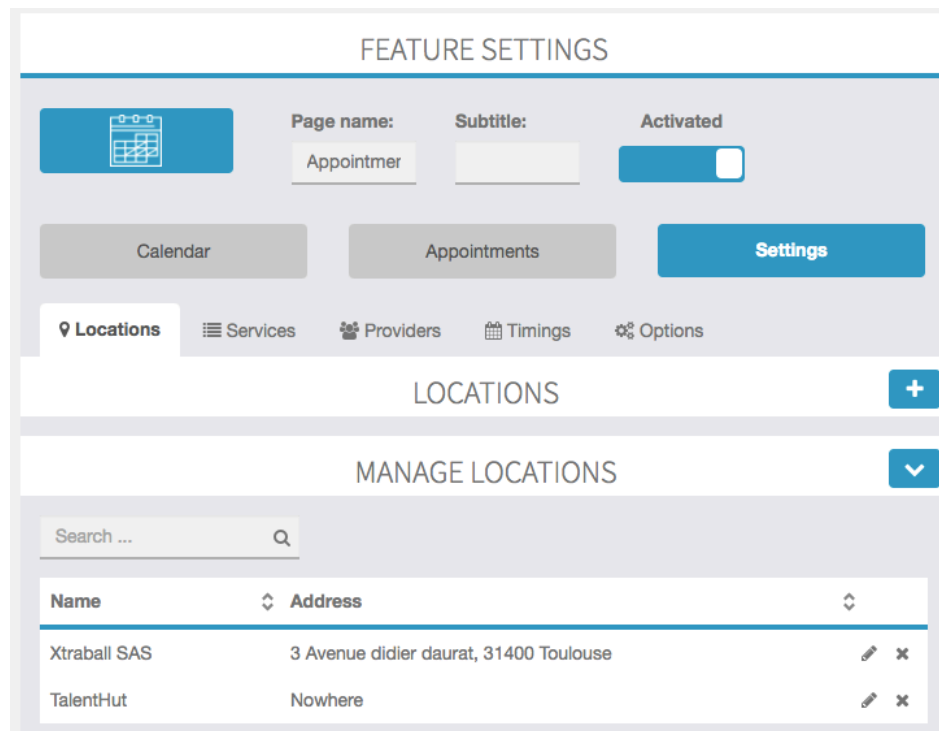 FEATURE SETTINGS
Page name: Subtitle: Activated
Appointmer
Calendar Appointments Settings
Locations Services Providers Timings Options
LOCATIONS
MANAGE LOCATIONS
Search ...
Name Address
Xtraball SAS 3 Avenue didier daurat, 31400 Toulouse
TalentHut Nowhere